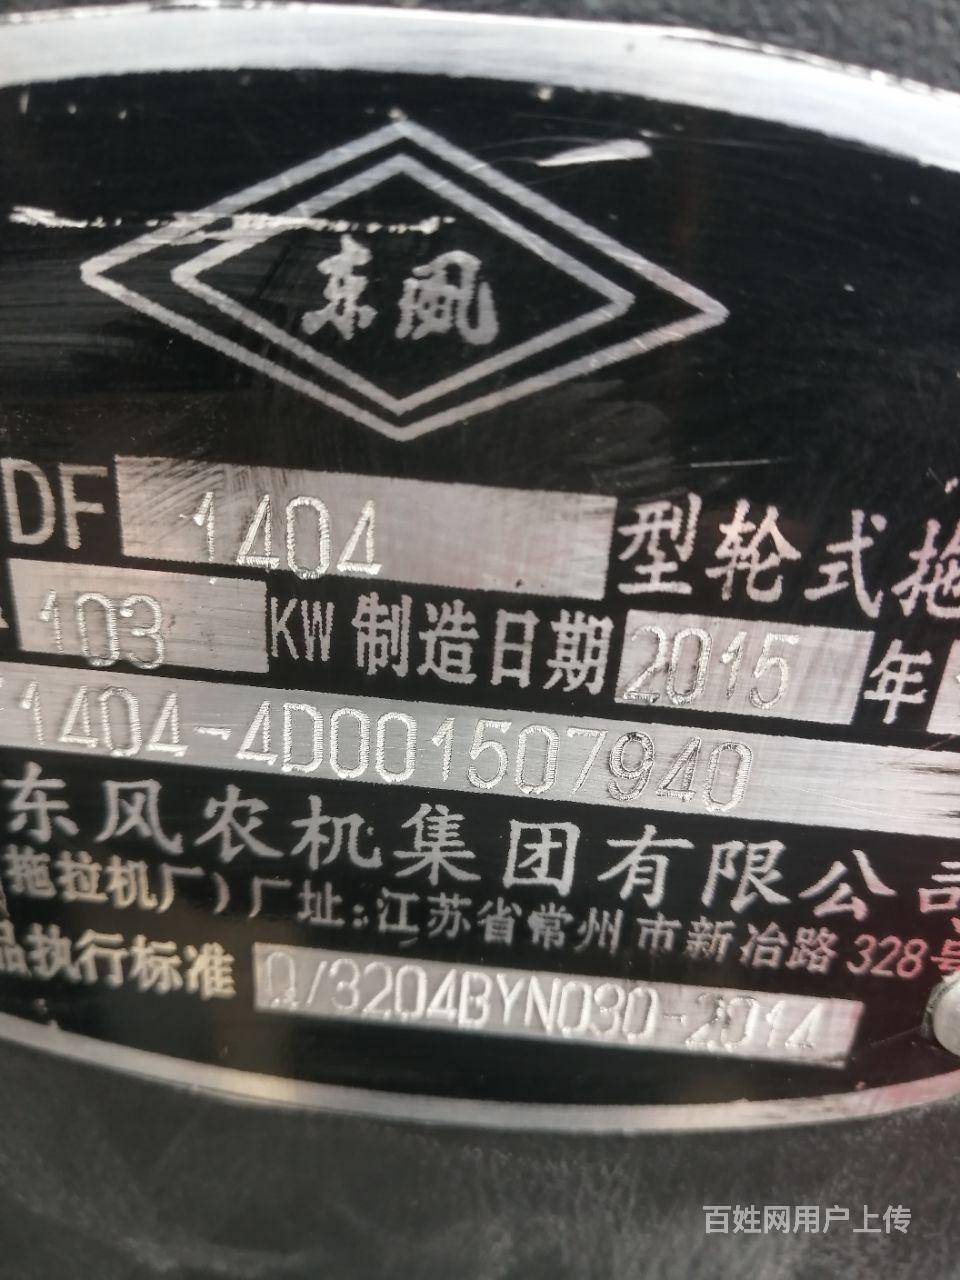 东风
DF 1404 型轮式拖
103 KW 制造日期 2015 年
1404-4D001507940
东风农机集团有限公司
(拖拉机厂) 厂址:江苏省常州市新冶路 328号
品执行标准 Q/3204BYN030-2014
百姓网用户上传